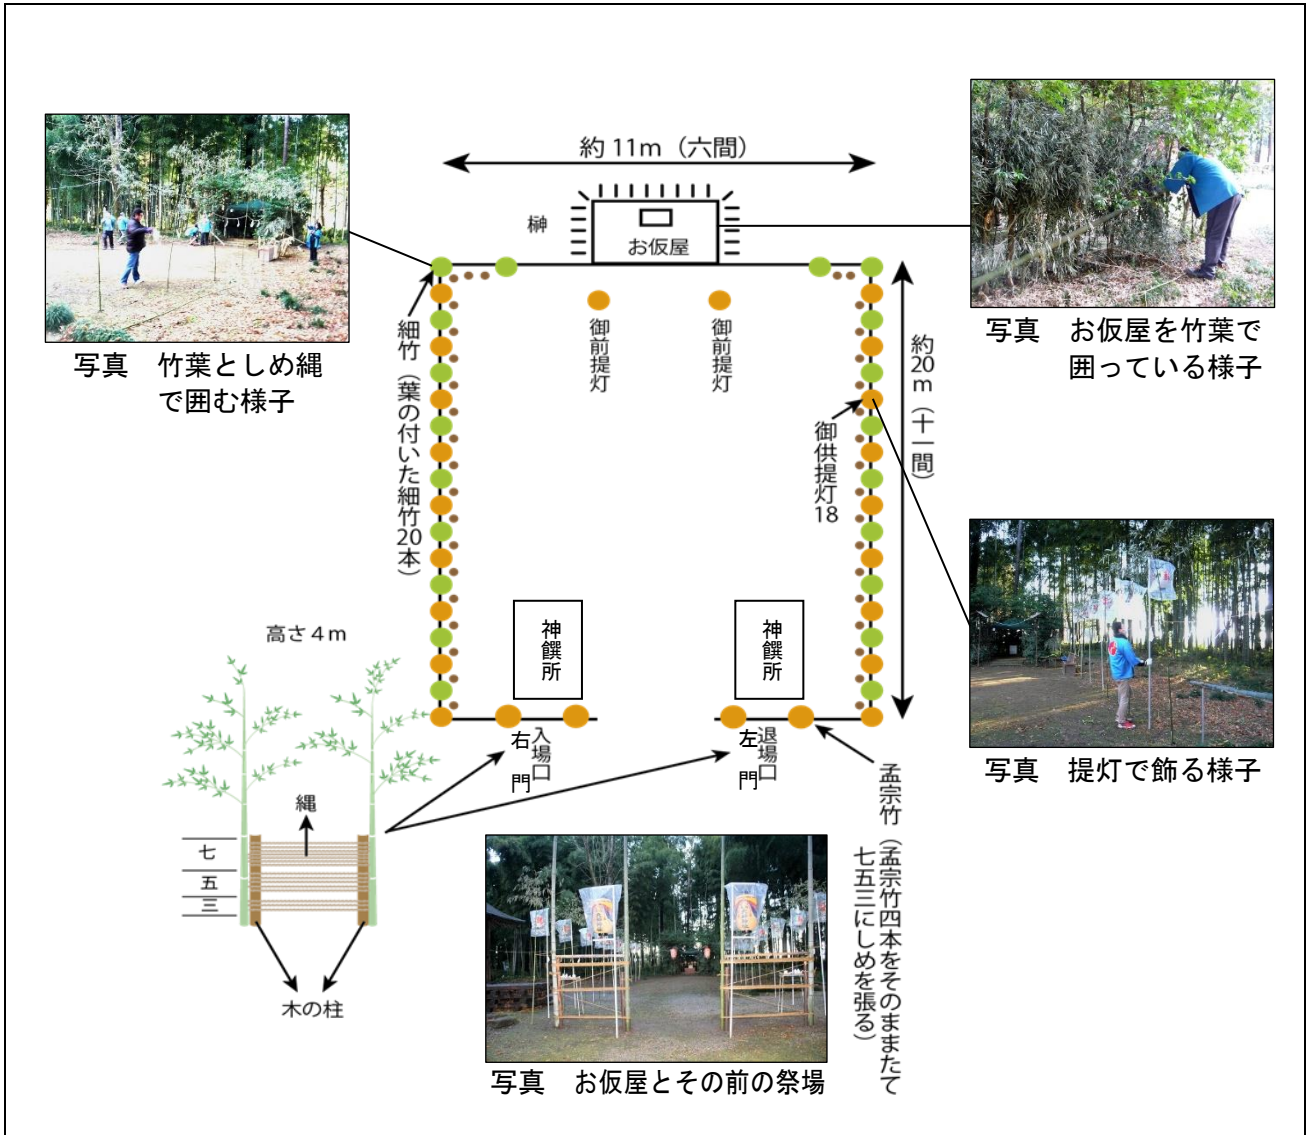 約11m（六間）
榊
お仮屋
写真　竹葉としめ縄
で囲む様子
写真　お仮屋を竹葉で
囲っている様子
細竹（葉の付いた細竹20本）
御前提灯
御前提灯
約20m（十一間）
御供提灯18
神饌所
神饌所
高さ4m
入場口
右門
退場口
左門
写真　提灯で飾る様子
縄
七
五
三
木の柱
孟宗竹（孟宗竹四本をそのままたて
七五三にしめを張る）
写真　お仮屋とその前の祭場